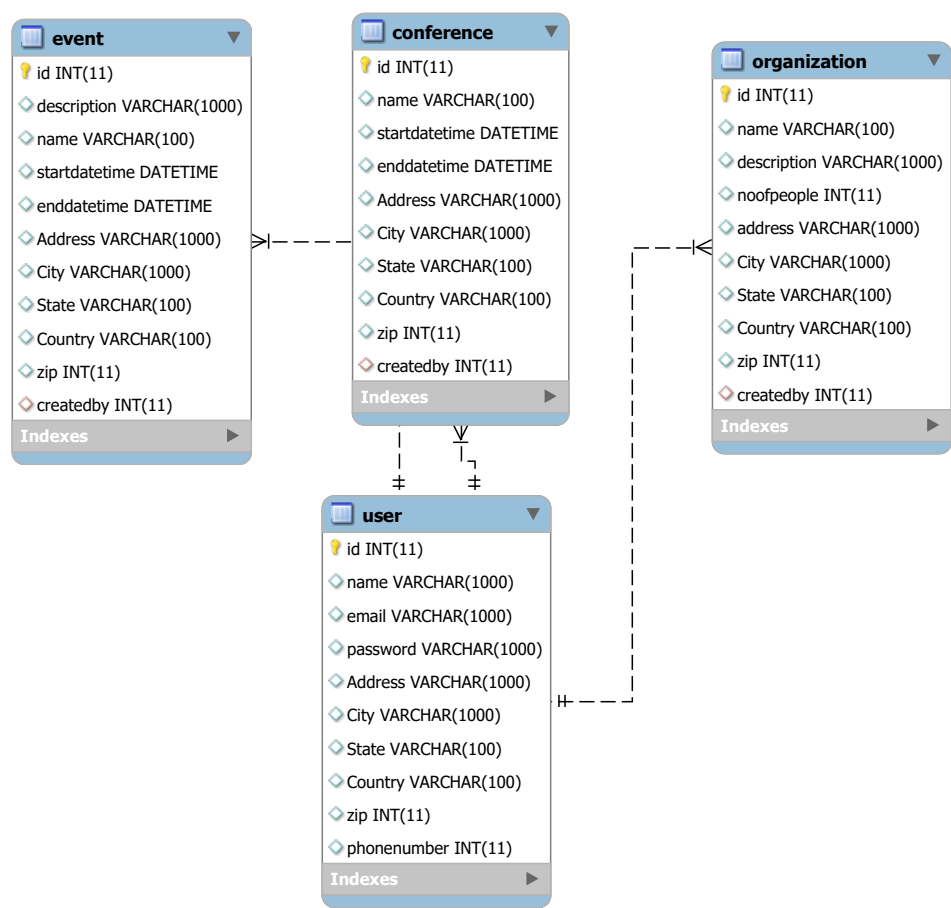 event
id INT(11)
description VARCHAR(1000)
name VARCHAR(100)
startdatetime DATETIME
enddatetime DATETIME
Address VARCHAR(1000)
City VARCHAR(1000)
State VARCHAR(100)
Country VARCHAR(100)
zip INT(11)
createdby INT(11)
Indexes
conference
id INT(11)
name VARCHAR(100)
startdatetime DATETIME
enddatetime DATETIME
Address VARCHAR(1000)
City VARCHAR(1000)
State VARCHAR(100)
Country VARCHAR(100)
zip INT(11)
createdby INT(11)
Indexes
organization
id INT(11)
name VARCHAR(100)
description VARCHAR(1000)
noofpeople INT(11)
address VARCHAR(1000)
City VARCHAR(1000)
State VARCHAR(100)
Country VARCHAR(100)
zip INT(11)
createdby INT(11)
Indexes
user
id INT(11)
name VARCHAR(1000)
email VARCHAR(1000)
password VARCHAR(1000)
Address VARCHAR(1000)
City VARCHAR(1000)
State VARCHAR(100)
Country VARCHAR(100)
zip INT(11)
phonenumber INT(11)
Indexes